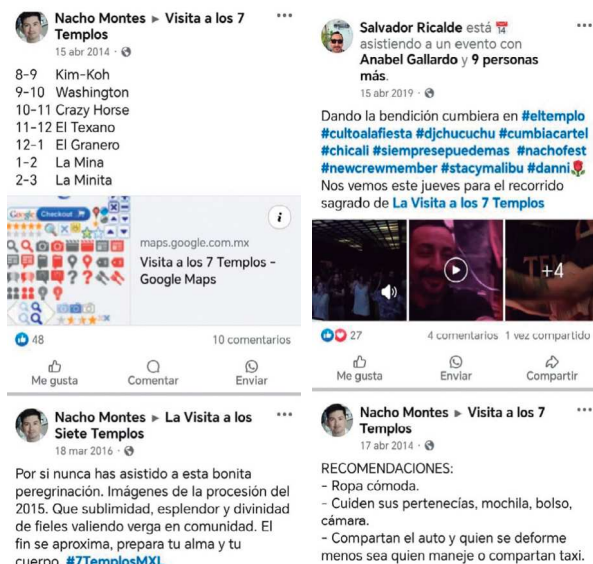 Nacho Montes ▸ Visita a los 7
Templos
15 abr 2014 ·
8-9 Kim-Koh
9-10 Washington
10-11 Crazy Horse
11-12 El Texano
12-1 El Granero
1-2 La Mina
2-3 La Minita
Google Checkout
maps.google.com.mx
Visita a los 7 Templos -
Google Maps
48
10 comentarios
Me gusta
Comentar
Enviar
Nacho Montes ▸ La Visita a los
Siete Templos
18 mar 2016 ·
Por si nunca has asistido a esta bonita
peregrinación. Imágenes de la procesión del
2015. Que sublimidad, esplendor y divinidad
de fieles valiendo verga en comunidad. El
fin se aproxima, prepara tu alma y tu
cuerpo. #7TemplosMXL
Salvador Ricalde está
asistiendo a un evento con
Anabel Gallardo y 9 personas
más.
15 abr 2019 ·
Dando la bendición cumbiera en #eltemplo
#cultoalafiesta #djchucuchu #cumbiacartel
#chicali #siempresepuedemas #nachofest
#newcrewmember #stacymalibu #danni🌹
Nos vemos este jueves para el recorrido
sagrado de La Visita a los 7 Templos
+4
27
4 comentarios 1 vez compartido
Me gusta
Enviar
Compartir
Nacho Montes ▸ Visita a los 7
Templos
17 abr 2014 ·
RECOMENDACIONES:
- Ropa cómoda.
- Cuiden sus pertenecías, mochila, bolso,
cámara.
- Compartan el auto y quien se deforme
menos sea quien maneje o compartan taxi.